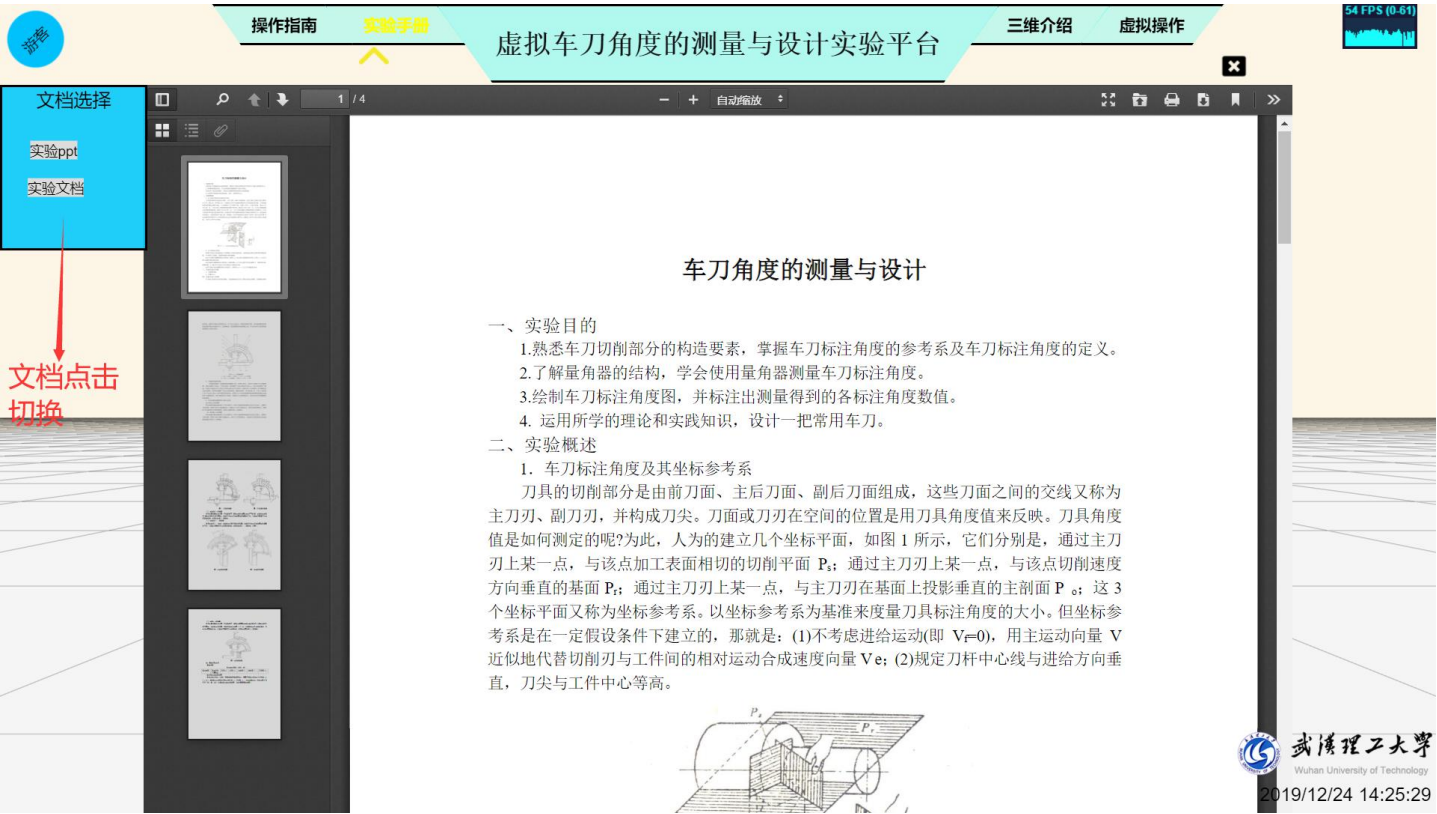 游客
操作指南
实验手册
虚拟车刀角度的测量与设计实验平台
三维介绍
虚拟操作
54 FPS (0-61)
文档选择
实验ppt
实验文档
文档点击
切换
1 / 4
自动缩放
车刀角度的测量与设计
一、实验目的
1.熟悉车刀切削部分的构造要素，掌握车刀标注角度的参考系及车刀标注角度的定义。
2.了解量角器的结构，学会使用量角器测量车刀标注角度。
3.绘制车刀标注角度图，并标注出测量得到的各标注角度数值。
4. 运用所学的理论和实践知识，设计一把常用车刀。
二、实验概述
1．车刀标注角度及其坐标参考系
刀具的切削部分是由前刀面、主后刀面、副后刀面组成，这些刀面之间的交线又称为
主刀刃、副刀刃，并构成刀尖。刀面或刀刃在空间的位置是用刀具角度值来反映。刀具角度
值是如何测定的呢?为此，人为的建立几个坐标平面，如图 1 所示，它们分别是，通过主刀
刃上某一点，与该点加工表面相切的切削平面 Ps；通过主刀刃上某一点，与该点切削速度
方向垂直的基面 Pr；通过主刀刃上某一点，与主刀刃在基面上投影垂直的主剖面 P o；这 3
个坐标平面又称为坐标参考系。以坐标参考系为基准来度量刀具标注角度的大小。但坐标参
考系是在一定假设条件下建立的，那就是：(1)不考虑进给运动(即 Vf=0)，用主运动向量 V
近似地代替切削刃与工件间的相对运动合成速度向量 V e；(2)规定刀杆中心线与进给方向垂
直，刀尖与工件中心等高。
Ps
Pr
武汉理工大学
Wuhan University of Technology
2019/12/24 14:25:29